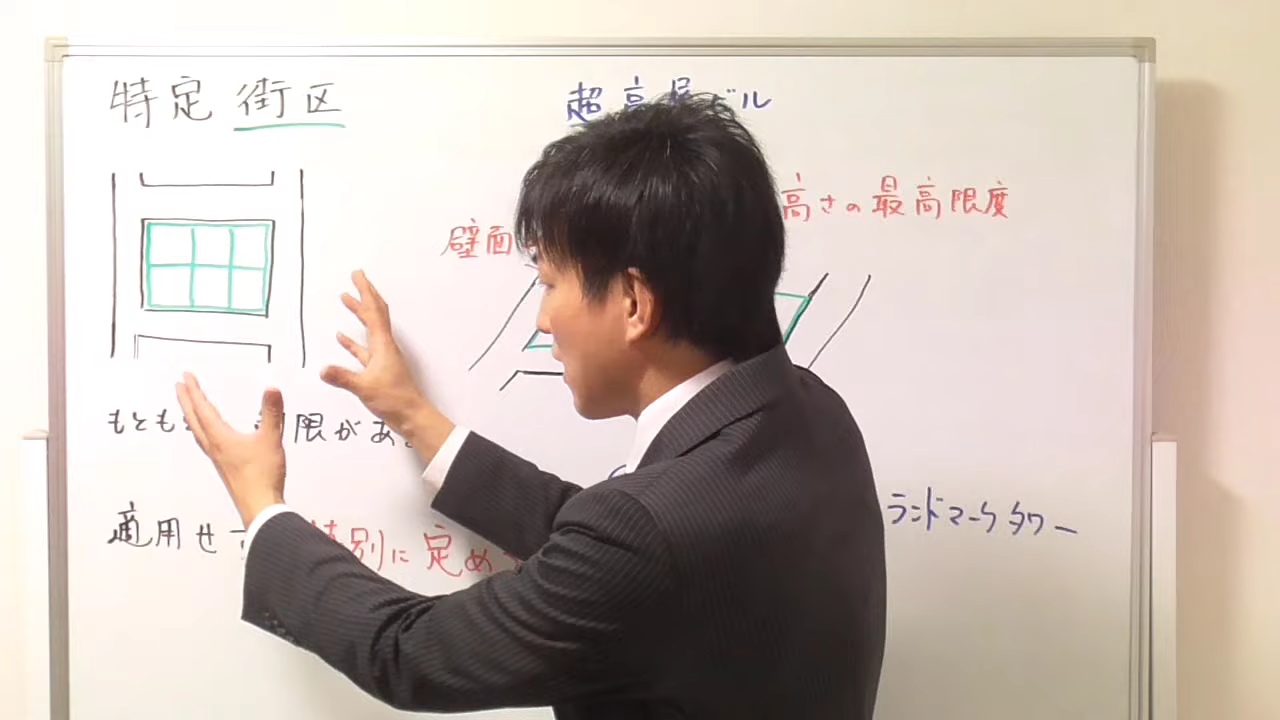 特定街区
超高層ビル
高さの最高限度
壁面
もとも 限があ
適用せず 特別に定め
ランドマークタワー